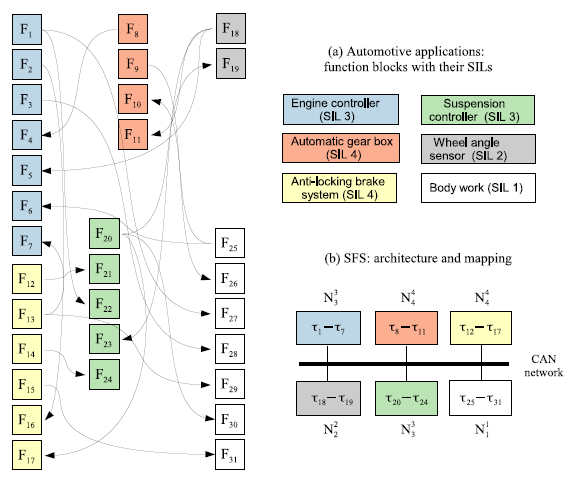 F₁
F₂
F₃
F₄
F₅
F₆
F₇
F₁₂
F₁₃
F₁₄
F₁₅
F₁₆
F₁₇
F₈
F₉
F₁₀
F₁₁
F₂₀
F₂₁
F₂₂
F₂₃
F₂₄
F₁₈
F₁₉
F₂₅
F₂₆
F₂₇
F₂₈
F₂₉
F₃₀
F₃₁
(a) Automotive applications:
function blocks with their SILs
Engine controller
(SIL 3)
Suspension
controller (SIL 3)
Automatic gear box
(SIL 4)
Wheel angle
sensor (SIL 2)
Anti-locking brake
system (SIL 4)
Body work (SIL 1)
(b) SFS: architecture and mapping
N₃³ N₄⁴ N₄⁴
τ₁–τ₇ τ₈–τ₁₁ τ₁₂–τ₁₇
CAN
network
τ₁₈–τ₁₉ τ₂₀–τ₂₄ τ₂₅–τ₃₁
N₂² N₃³ N₁¹